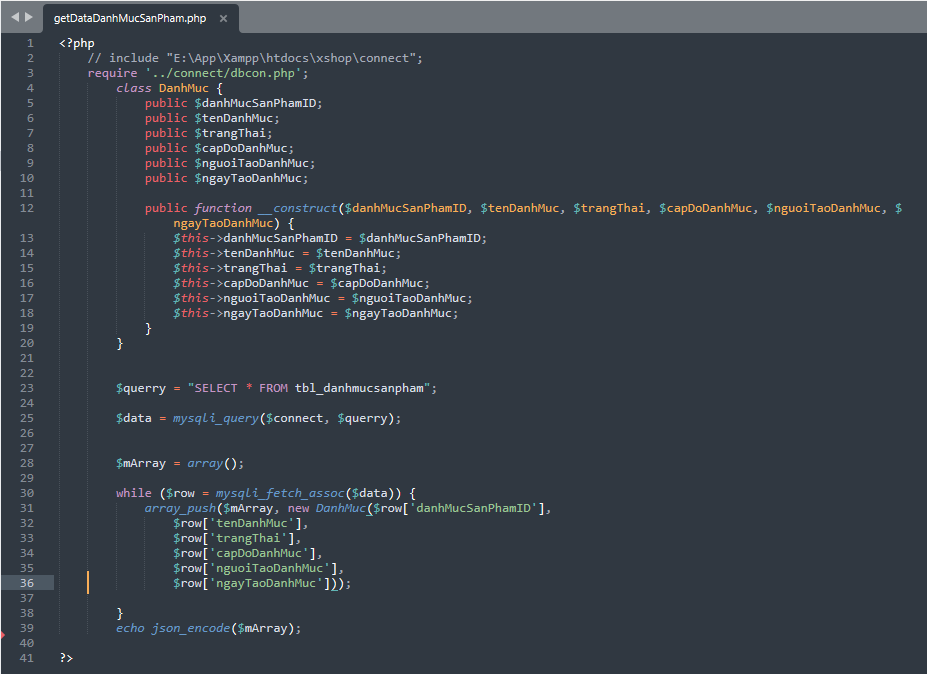 getDataDanhMucSanPham.php ×
1 <?php
2 // include "E:\App\Xampp\htdocs\xshop\connect";
3 require '../connect/dbcon.php';
4 class DanhMuc {
5 public $danhMucSanPhamID;
6 public $tenDanhMuc;
7 public $trangThai;
8 public $capDoDanhMuc;
9 public $nguoiTaoDanhMuc;
10 public $ngayTaoDanhMuc;
11
12 public function __construct($danhMucSanPhamID, $tenDanhMuc, $trangThai, $capDoDanhMuc, $nguoiTaoDanhMuc, $
ngayTaoDanhMuc) {
13 $this->danhMucSanPhamID = $danhMucSanPhamID;
14 $this->tenDanhMuc = $tenDanhMuc;
15 $this->trangThai = $trangThai;
16 $this->capDoDanhMuc = $capDoDanhMuc;
17 $this->nguoiTaoDanhMuc = $nguoiTaoDanhMuc;
18 $this->ngayTaoDanhMuc = $ngayTaoDanhMuc;
19 }
20 }
21
22
23 $querry = "SELECT * FROM tbl_danhmucsanpham";
24
25 $data = mysqli_query($connect, $querry);
26
27
28 $mArray = array();
29
30 while ($row = mysqli_fetch_assoc($data)) {
31 array_push($mArray, new DanhMuc($row['danhMucSanPhamID'],
32 $row['tenDanhMuc'],
33 $row['trangThai'],
34 $row['capDoDanhMuc'],
35 $row['nguoiTaoDanhMuc'],
36 $row['ngayTaoDanhMuc']));
37
38 }
39 echo json_encode($mArray);
40
41 ?>